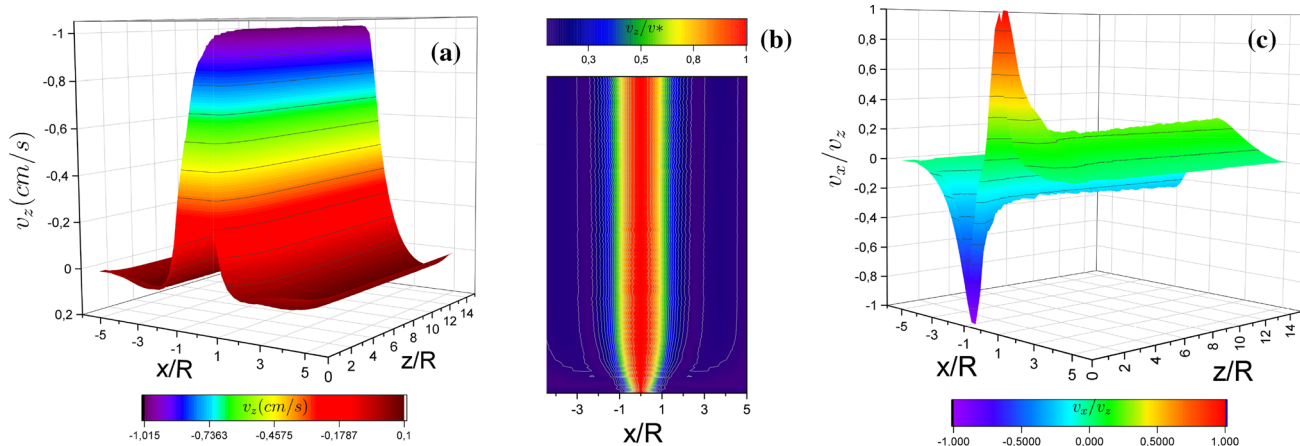 (a)
v_z(cm/s)
-1
-0,8
-0,6
-0,4
-0,2
0
0,2
-5 -3 -1 1 3 5
x/R
0 2 4 6 8 10 12 14
z/R
v_z(cm/s)
-1,015 -0,7363 -0,4575 -0,1787 0,1
(b)
v_z/v*
0,3 0,5 0,8 1
-3 -1 1 3 5
x/R
(c)
v_x/v_z
1
0,8
0,6
0,4
0,2
0
-0,2
-0,4
-0,6
-0,8
-1
-5 -3 -1 1 3 5
x/R
0 2 4 6 8 10 12 14
z/R
v_x/v_z
-1.000 -0.5000 0.000 0.50000 1.000